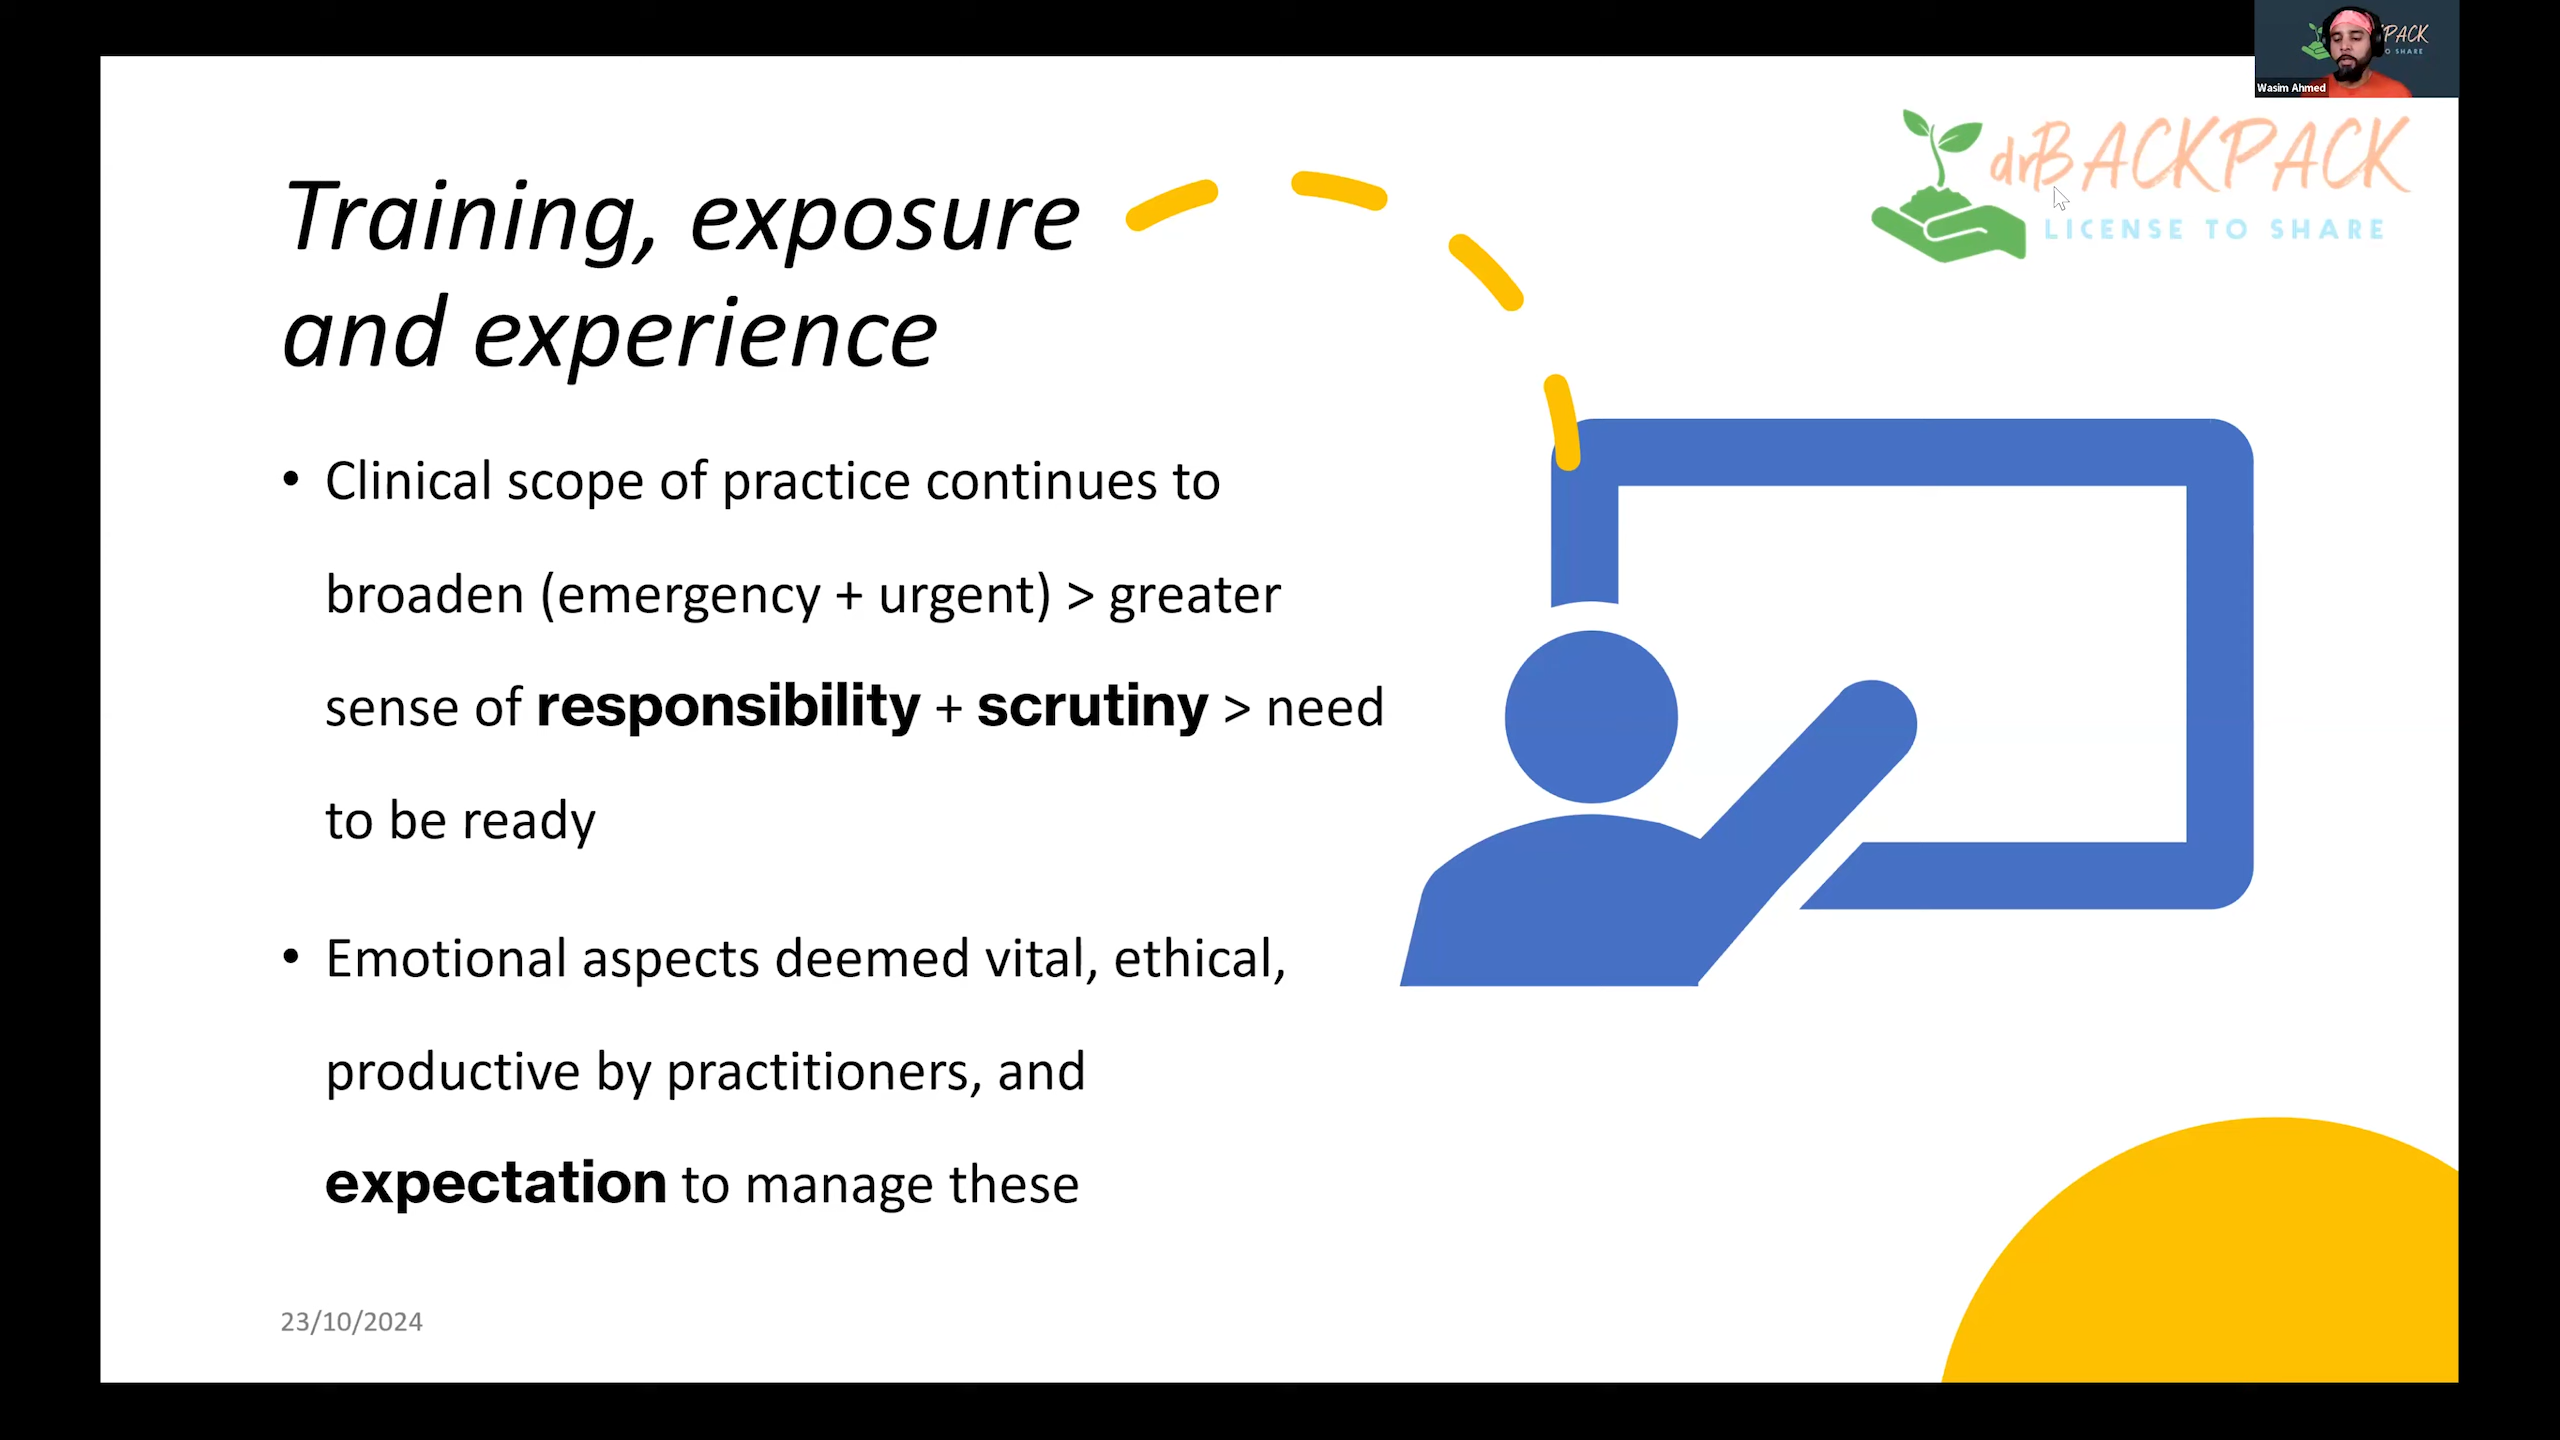 PACK
O SHARE
Wasim Ahmed
drBACKPACK
LICENSE TO SHARE
Training, exposure
and experience
• Clinical scope of practice continues to
broaden (emergency + urgent) > greater
sense of responsibility + scrutiny > need
to be ready
• Emotional aspects deemed vital, ethical,
productive by practitioners, and
expectation to manage these
23/10/2024